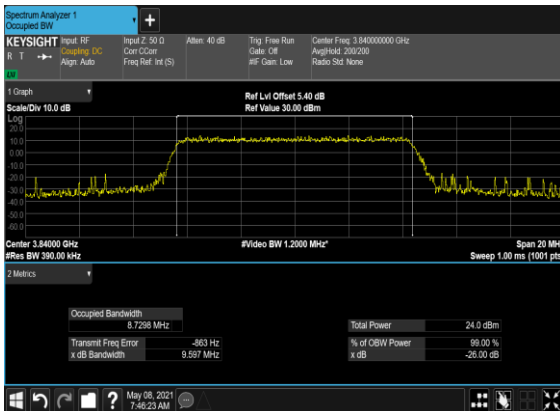 Spectrum Analyzer 1
Occupied BW
KEYSIGHT
R T
Input: RF
Coupling: DC
Align: Auto
Input Z: 50 Ω
Corr CCorr
Freq Ref: Int (S)
Atten: 40 dB
Trig: Free Run
Gate: Off
#IF Gain: Low
Center Freq: 3.840000000 GHz
Avg|Hold: 200/200
Radio Std: None
1 Graph
Scale/Div 10.0 dB
Ref Lvl Offset 5.40 dB
Ref Value 30.00 dBm
Log
20.0
10.0
0.00
-10.0
-20.0
-30.0
-40.0
-50.0
-60.0
Center 3.84000 GHz
#Video BW 1.2000 MHz*
Span 20 MH
#Res BW 390.00 kHz
Sweep 1.00 ms (1001 pts
2 Metrics
Occupied Bandwidth
8.7298 MHz
Total Power 24.0 dBm
Transmit Freq Error -863 Hz
% of OBW Power 99.00 %
x dB Bandwidth 9.597 MHz
x dB -26.00 dB
May 08, 2021
7:46:23 AM